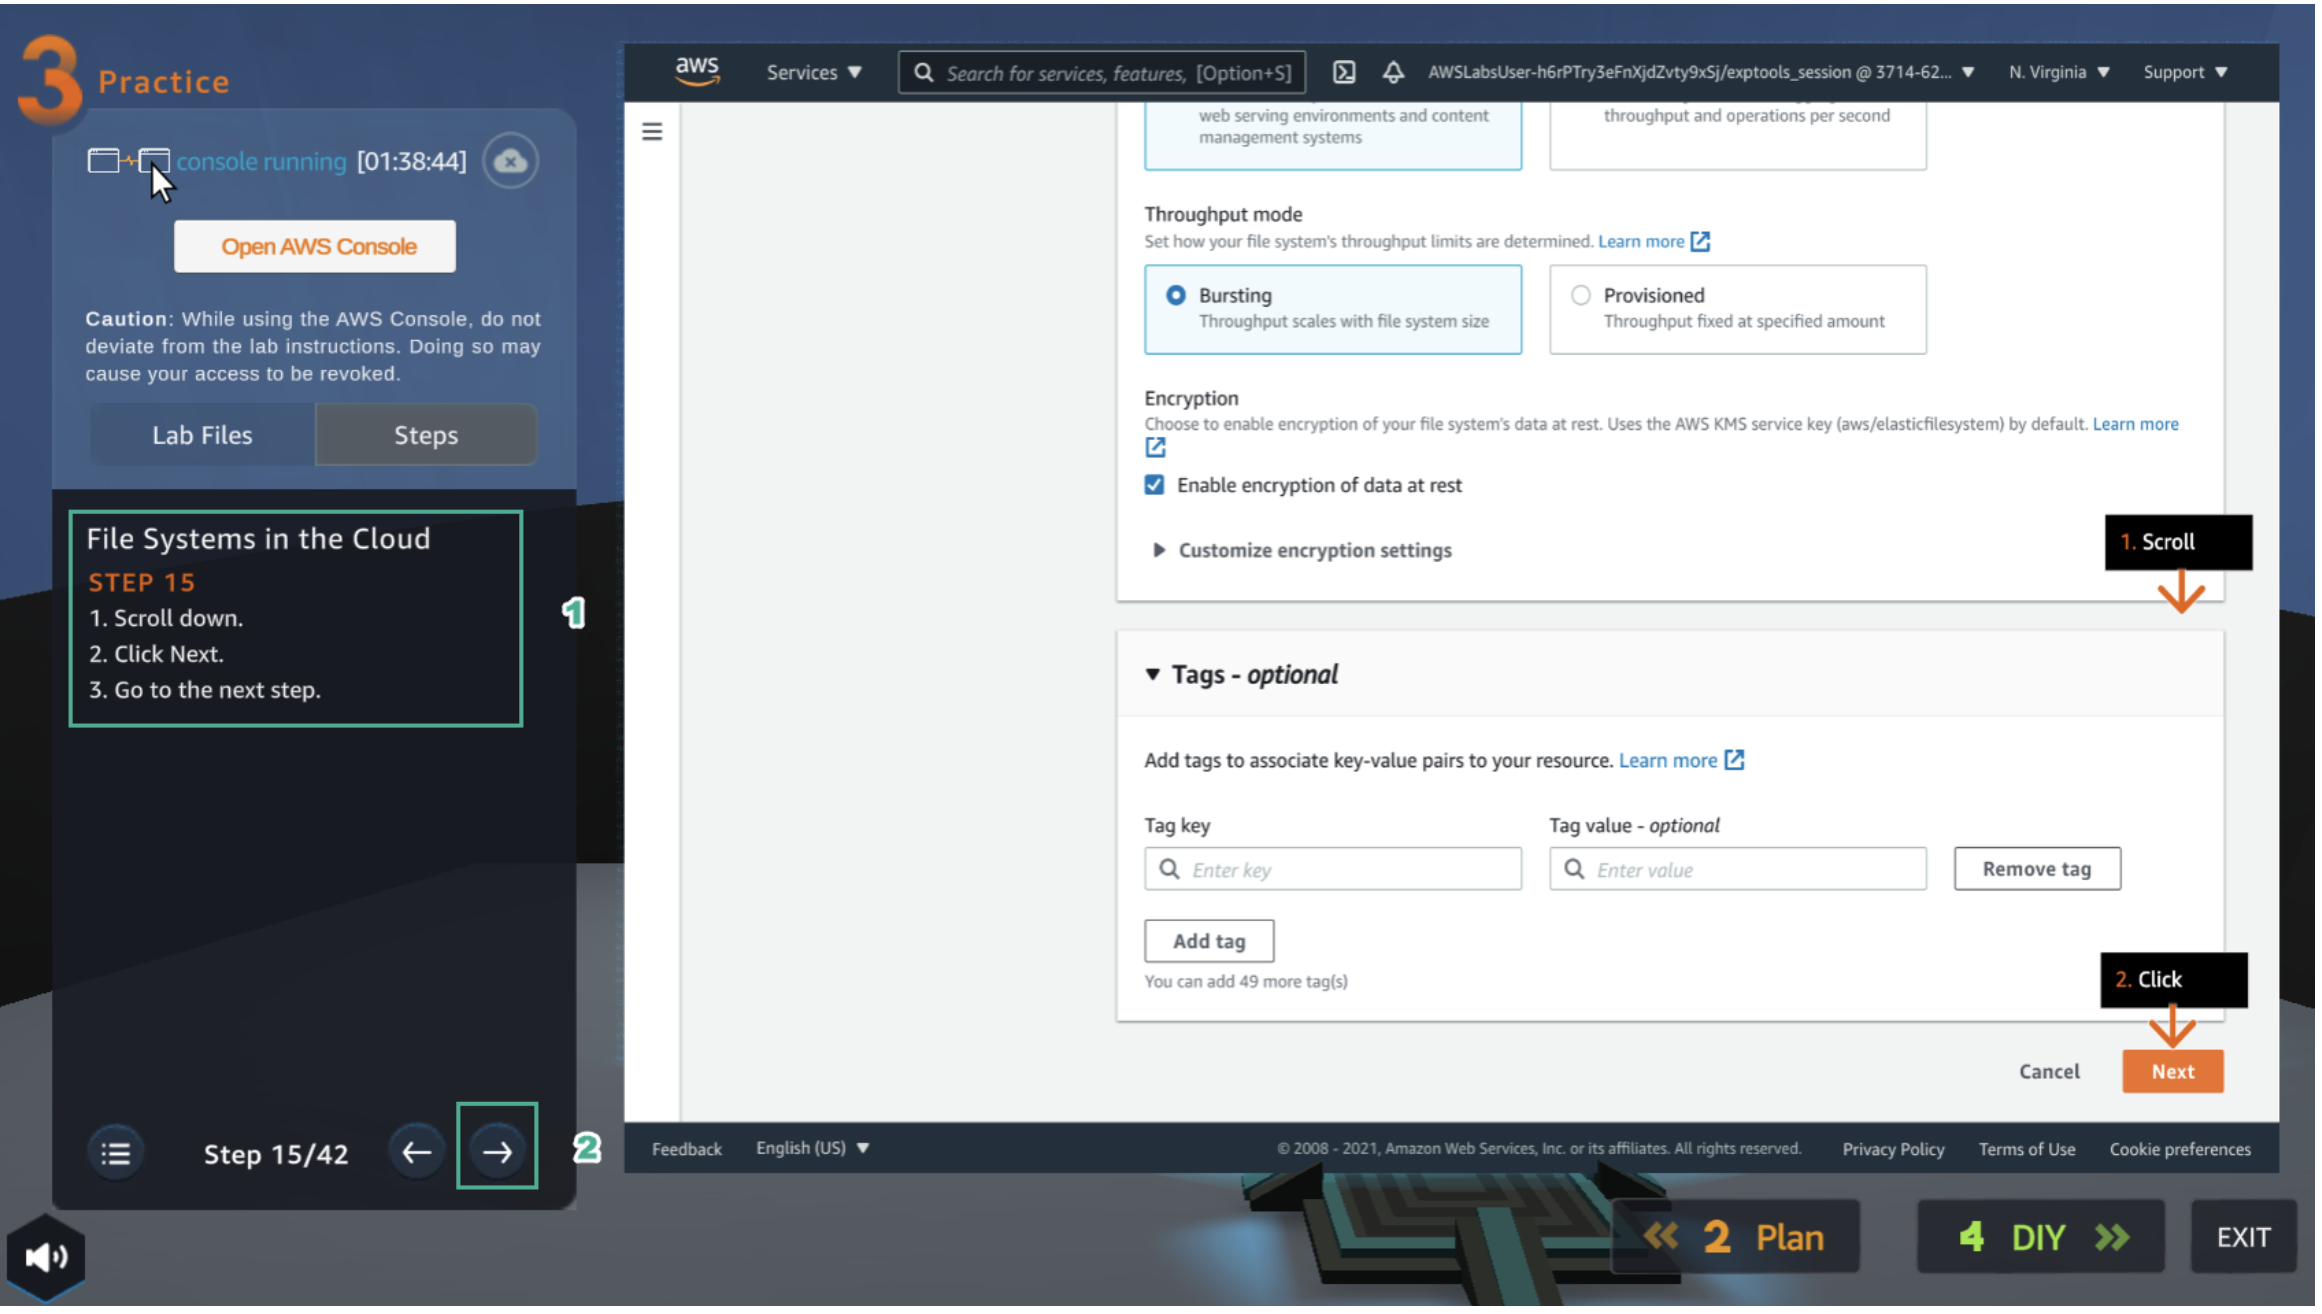 3 Practice
console running [01:38:44]
Open AWS Console
Caution: While using the AWS Console, do not
deviate from the lab instructions. Doing so may
cause your access to be revoked.
Lab Files
Steps
File Systems in the Cloud
STEP 15
1. Scroll down.
2. Click Next.
3. Go to the next step.
1
Step 15/42
2
aws
Services
Search for services, features, [Option+S]
AWSLabsUser-h6rPTry3eFnXjdZvty9xSj/exptools_session @ 3714-62...
N. Virginia
Support
web serving environments and content
management systems
throughput and operations per second
Throughput mode
Set how your file system's throughput limits are determined. Learn more
Bursting
Throughput scales with file system size
Provisioned
Throughput fixed at specified amount
Encryption
Choose to enable encryption of your file system's data at rest. Uses the AWS KMS service key (aws/elasticfilesystem) by default. Learn more
Enable encryption of data at rest
Customize encryption settings
1. Scroll
Tags - optional
Add tags to associate key-value pairs to your resource. Learn more
Tag key
Tag value - optional
Enter key
Enter value
Remove tag
Add tag
You can add 49 more tag(s)
2. Click
Cancel
Next
Feedback
English (US)
© 2008 - 2021, Amazon Web Services, Inc. or its affiliates. All rights reserved.
Privacy Policy
Terms of Use
Cookie preferences
2 Plan
4 DIY
EXIT